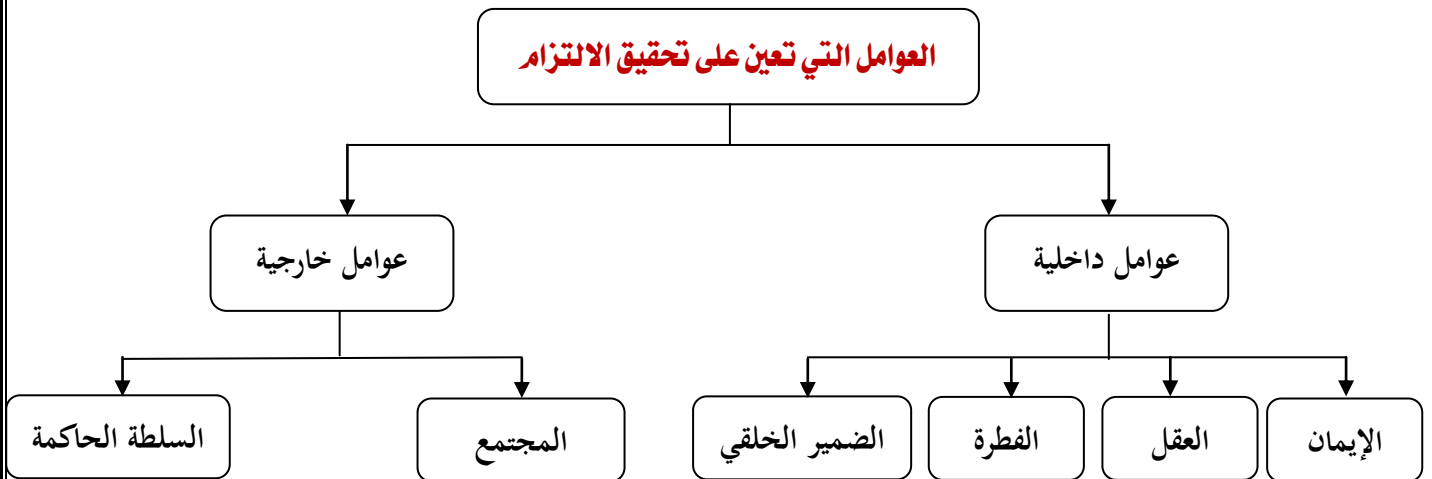 العوامل التي تعين على تحقيق الالتزام
عوامل داخلية
عوامل خارجية
الإيمان
العقل
الفطرة
الضمير الخلقي
المجتمع
السلطة الحاكمة